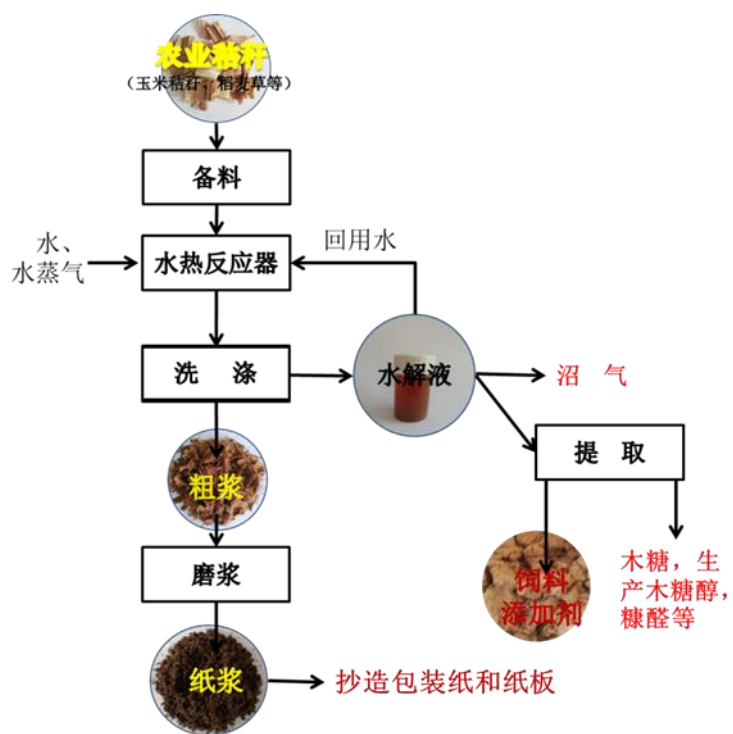 农业秸秆
（玉米秸秆、稻麦草等）
备料
水、
水蒸气
水热反应器
回用水
洗 涤
水解液
沼 气
提 取
粗浆
磨浆
饲料
添加剂
木糖，生
产木糖醇，
糠醛等
纸浆
抄造包装纸和纸板